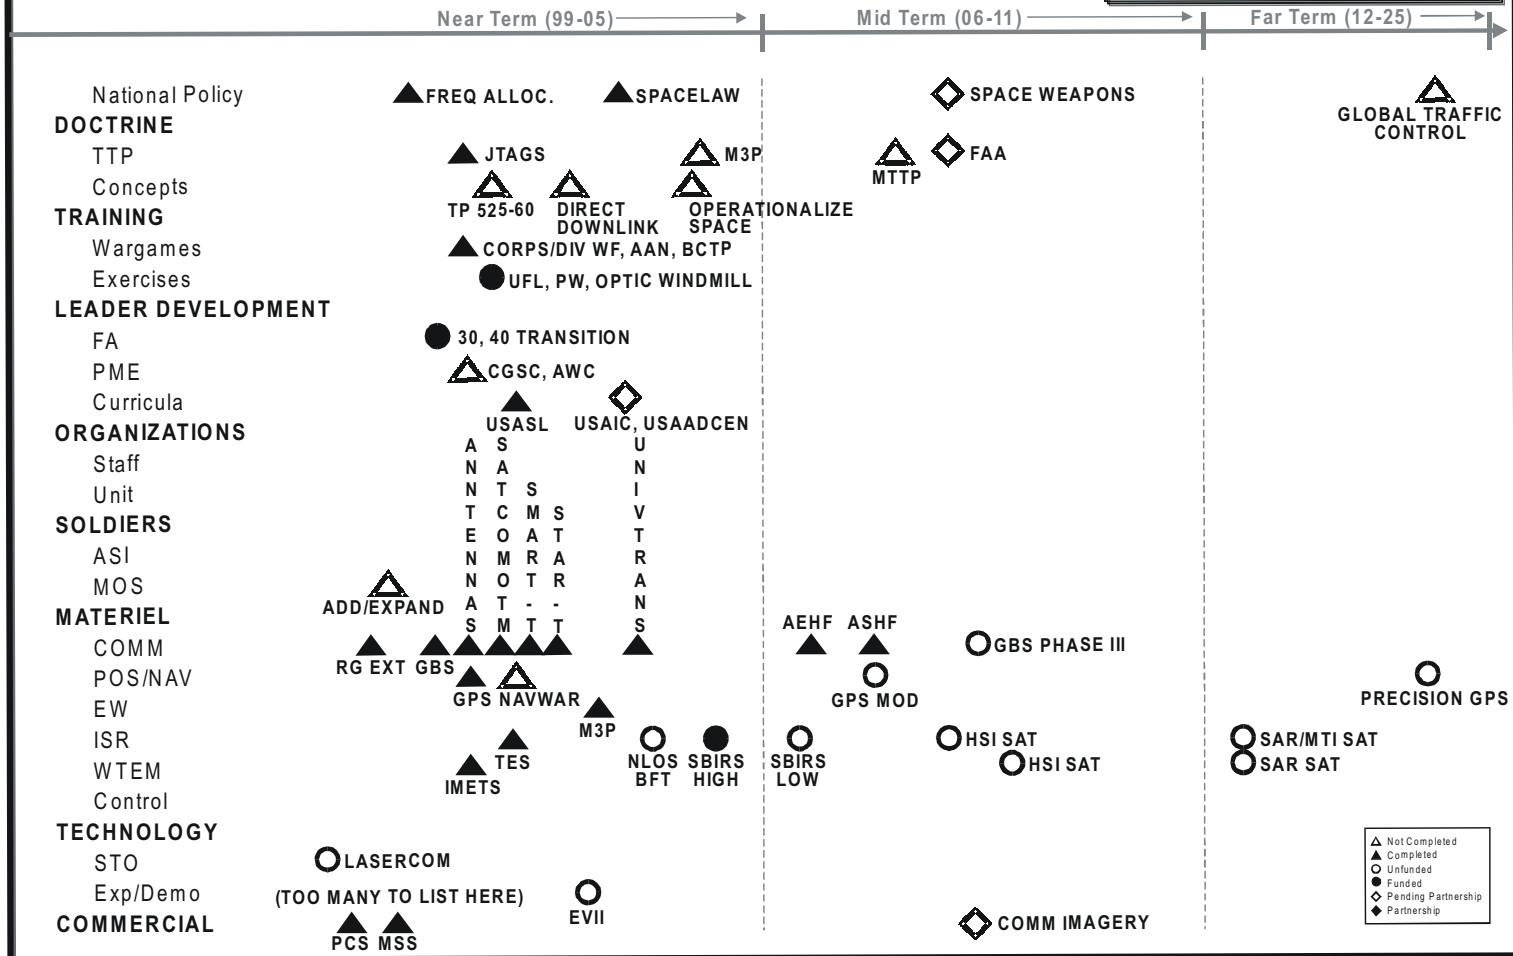 Near Term (99-05) Mid Term (06-11) Far Term (12-25)
National Policy FREQ ALLOC. SPACELAW SPACE WEAPONS
GLOBAL TRAFFIC
CONTROL
DOCTRINE
TTP JTAGS M3P FAA
MTTP
Concepts
TP 525-60 DIRECT OPERATIONALIZE
DOWNLINK SPACE
TRAINING
Wargames CORPS/DIV WF, AAN, BCTP
Exercises UFL, PW, OPTIC WINDMILL
LEADER DEVELOPMENT
FA 30, 40 TRANSITION
PME CGSC, AWC
Curricula
USASL USAIC, USAADCEN
ORGANIZATIONS
Staff
Unit
SOLDIERS
ASI
MOS
ADD/EXPAND
ANNTENNAS
SATCOMOTM
SMART-T
STAR-T
UNIVTRANS
MATERIEL
AEHF ASHF
COMM GBS PHASE III
RG EXT GBS
POS/NAV
GPS NAVWAR GPS MOD PRECISION GPS
EW
M3P
ISR HSI SAT SAR/MTI SAT
TES NLOS SBIRS SBIRS
BFT HIGH LOW
WTEM HSI SAT SAR SAT
IMETS
Control
TECHNOLOGY
STO LASERCOM
Exp/Demo (TOO MANY TO LIST HERE)
EVII
COMMERCIAL COMM IMAGERY
PCS MSS
Not Completed
Completed
Unfunded
Funded
Pending Partnership
Partnership